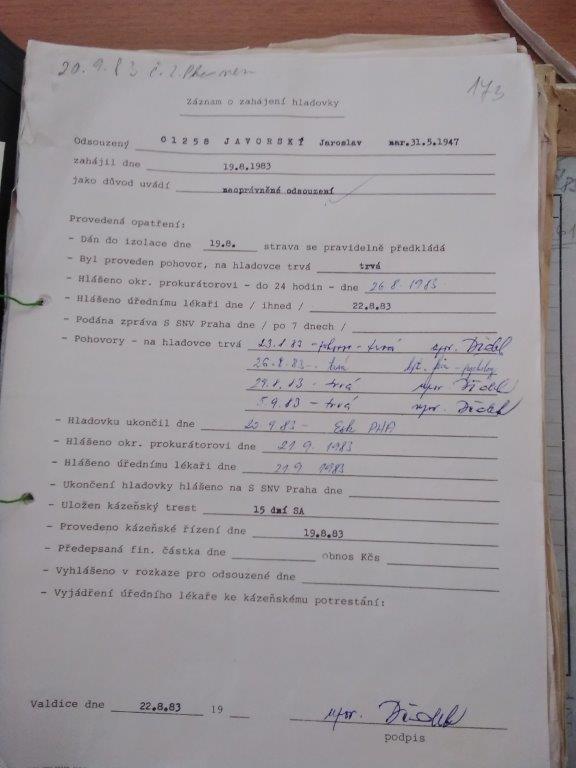 20.9.83 č.j.
173
Záznam o zahájení hladovky
Odsouzený 01258 JAVORSKÝ Jaroslav nar.31.5.1947
zahájil dne 19.8.1983
jako důvod uvádí neoprávněné odsouzení
Provedená opatření:
- Dán do izolace dne 19.8. strava se pravidelně předkládá
- Byl proveden pohovor, na hladovce trvá trvá
- Hlášeno okr. prokurátorovi - do 24 hodin - dne 26.8.1983
- Hlášeno úřednímu lékaři dne / ihned / 22.8.83
- Podána zpráva S SNV Praha dne / po 7 dnech /
- Pohovory - na hladovce trvá 23.8.83 - pohovor - trvá npor.
26.8.83 - trvá - psycholog
29.8.83 - trvá npor.
5.9.83 - trvá npor.
- Hladovku ukončil dne 20.9.83 -
- Hlášeno okr. prokurátorovi dne 21.9. 1983
- Hlášeno úřednímu lékaři dne 21.9. 1983
- Ukončení hladovky hlášeno na S SNV Praha dne
- Uložen kázeňský trest 15 dní SA
- Provedeno kázeňské řízení dne 19.8.83
- Předepsaná fin. částka dne obnos Kčs
- Vyhlášeno v rozkaze pro odsouzené dne
- Vyjádření úředního lékaře ke kázeňskému potrestání:
Valdice dne 22.8.83 19 npor.
podpis